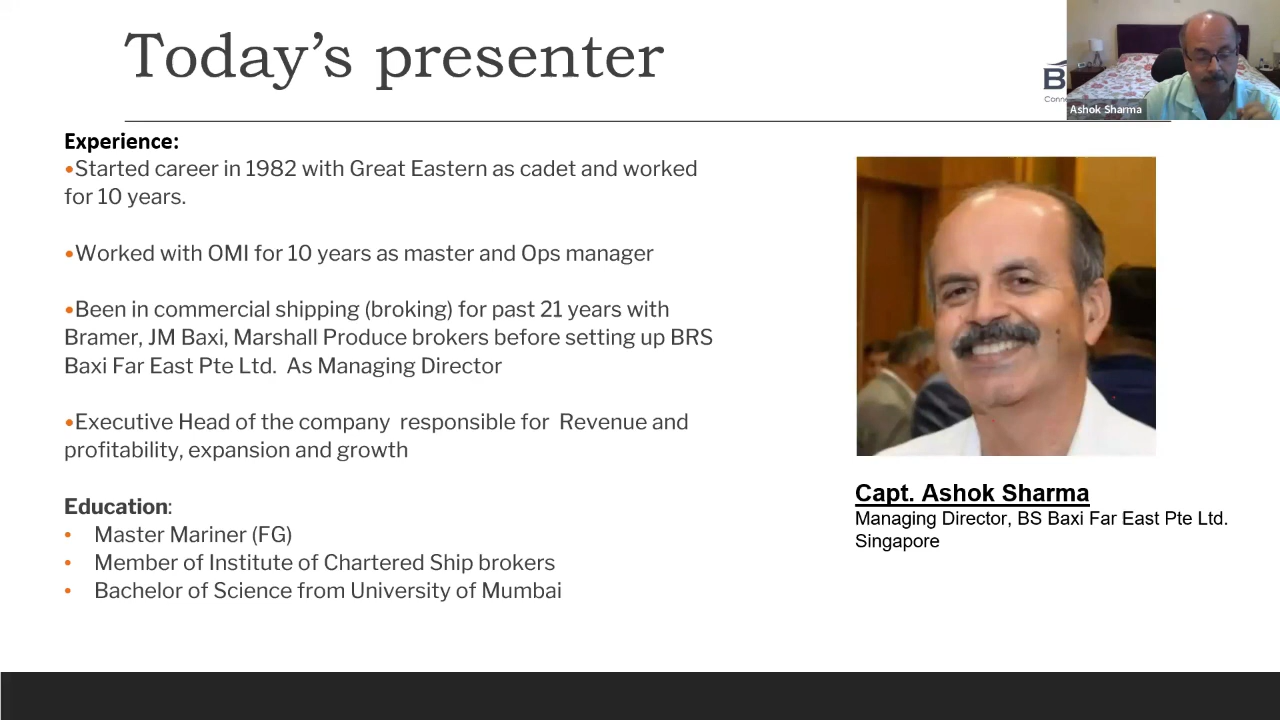 Today's presenter
B
Conne
Ashok Sharma
Experience:
•Started career in 1982 with Great Eastern as cadet and worked
for 10 years.
•Worked with OMI for 10 years as master and Ops manager
•Been in commercial shipping (broking) for past 21 years with
Bramer, JM Baxi, Marshall Produce brokers before setting up BRS
Baxi Far East Pte Ltd. As Managing Director
•Executive Head of the company responsible for Revenue and
profitability, expansion and growth
Education:
• Master Mariner (FG)
• Member of Institute of Chartered Ship brokers
• Bachelor of Science from University of Mumbai
Capt. Ashok Sharma
Managing Director, BS Baxi Far East Pte Ltd.
Singapore